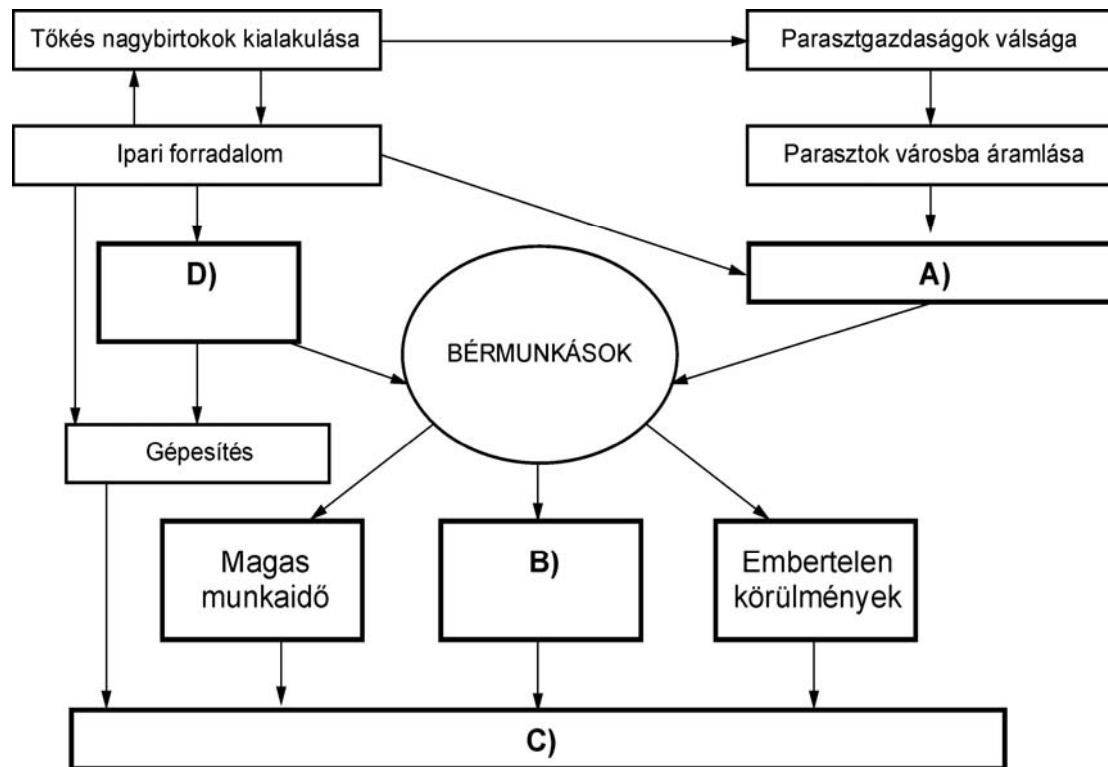 Tőkés nagybirtokok kialakulása
Parasztgazdaságok válsága
Ipari forradalom
Parasztok városba áramlása
D)
A)
BÉRMUNKÁSOK
Gépesítés
Magas
munkaidő
B)
Embertelen
körülmények
C)